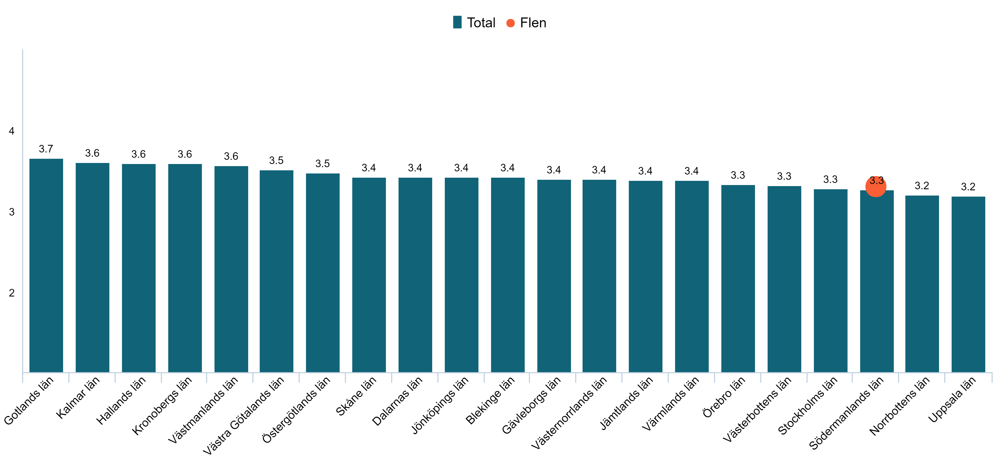 Total Flen
4
3
2
3.7 3.6 3.6 3.6 3.6 3.5 3.5 3.4 3.4 3.4 3.4 3.4 3.4 3.4 3.4 3.3 3.3 3.3 3.3 3.2 3.2
Gotlands län
Kalmar län
Hallands län
Kronobergs län
Västmanlands län
Västra Götalands län
Östergötlands län
Skåne län
Dalarnas län
Jönköpings län
Blekinge län
Gävleborgs län
Västernorrlands län
Jämtlands län
Värmlands län
Örebro län
Västerbottens län
Stockholms län
Södermanlands län
Norrbottens län
Uppsala län